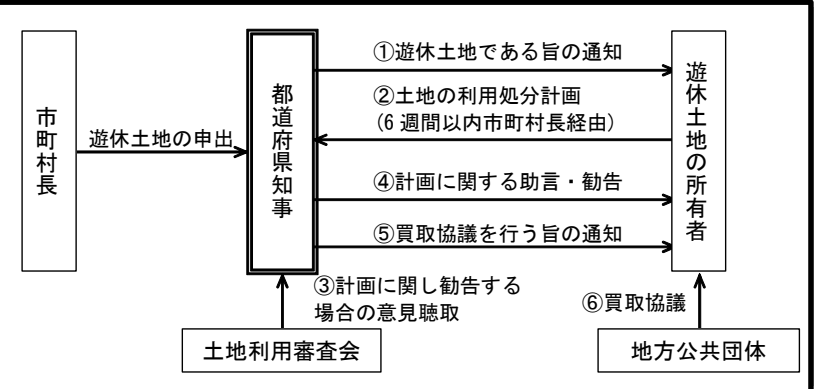 市町村長
遊休土地の申出
都道府県知事
①遊休土地である旨の通知
②土地の利用処分計画
(6週間以内市町村長経由)
④計画に関する助言・勧告
⑤買取協議を行う旨の通知
遊休土地の所有者
③計画に関し勧告する
場合の意見聴取
⑥買取協議
土地利用審査会
地方公共団体